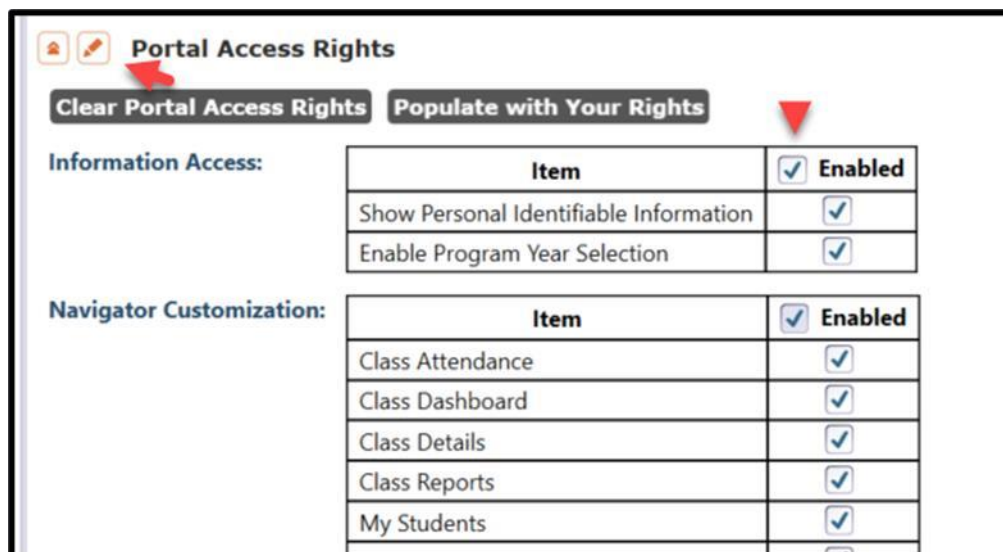 Portal Access Rights
Clear Portal Access Rights Populate with Your Rights
Information Access:
Item Enabled
Show Personal Identifiable Information
Enable Program Year Selection
Navigator Customization:
Item Enabled
Class Attendance
Class Dashboard
Class Details
Class Reports
My Students